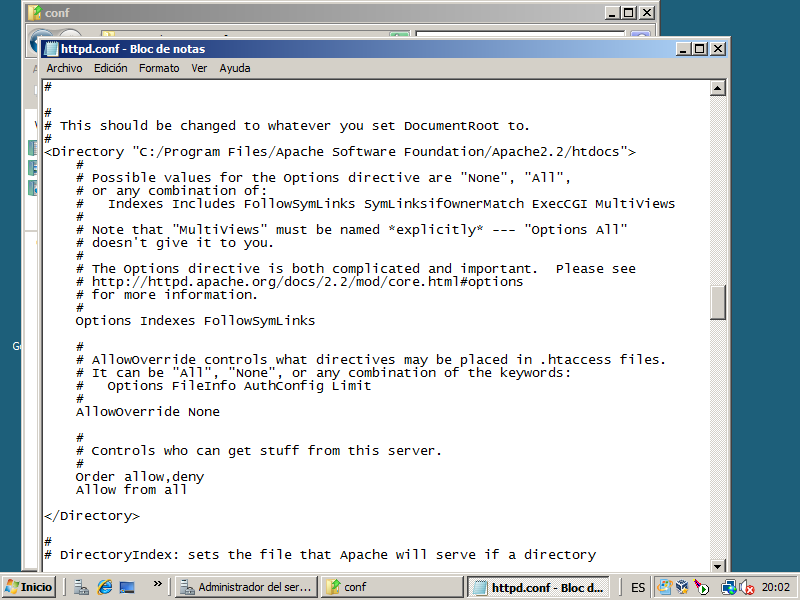 conf
httpd.conf - Bloc de notas
Archivo Edición Formato Ver Ayuda
#
#
# This should be changed to whatever you set DocumentRoot to.
#
<Directory "C:/Program Files/Apache Software Foundation/Apache2.2/htdocs">
#
# Possible values for the Options directive are "None", "All",
# or any combination of:
#   Indexes Includes FollowSymLinks SymLinksifOwnerMatch ExecCGI MultiViews
#
# Note that "MultiViews" must be named *explicitly* --- "Options All"
# doesn't give it to you.
#
# The Options directive is both complicated and important.  Please see
# http://httpd.apache.org/docs/2.2/mod/core.html#options
# for more information.
#
Options Indexes FollowSymLinks
#
# AllowOverride controls what directives may be placed in .htaccess files.
# It can be "All", "None", or any combination of the keywords:
#   Options FileInfo AuthConfig Limit
#
AllowOverride None
#
# Controls who can get stuff from this server.
#
Order allow,deny
Allow from all
</Directory>
#
# DirectoryIndex: sets the file that Apache will serve if a directory
Inicio » Administrador del ser... conf httpd.conf - Bloc d... ES 20:02